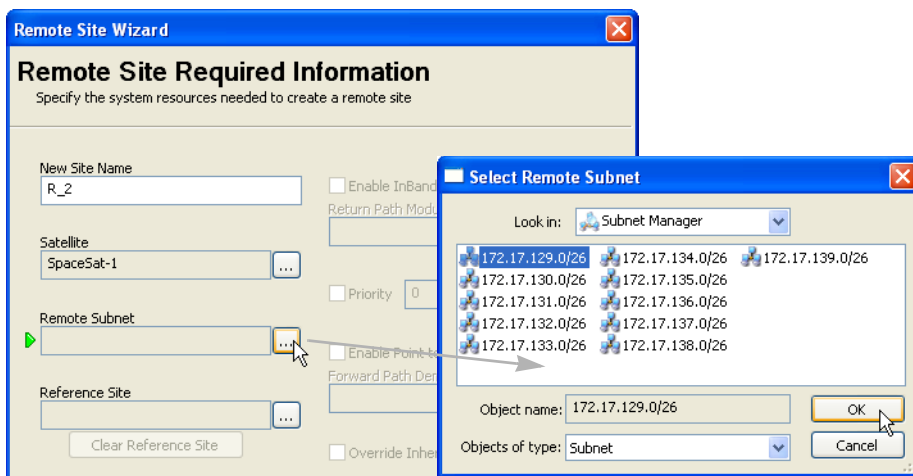 Remote Site Wizard
Remote Site Required Information
Specify the system resources needed to create a remote site
New Site Name
R_2
Satellite
SpaceSat-1
...
Remote Subnet
...
Reference Site
...
Clear Reference Site
Enable InBand
Return Path
Priority 0
Enable Point to
Forward Path
Override
Select Remote Subnet
Look in: Subnet Manager
172.17.129.0/26 172.17.134.0/26 172.17.139.0/26
172.17.130.0/26 172.17.135.0/26
172.17.131.0/26 172.17.136.0/26
172.17.132.0/26 172.17.137.0/26
172.17.133.0/26 172.17.138.0/26
Object name: 172.17.129.0/26
OK
Objects of type: Subnet
Cancel